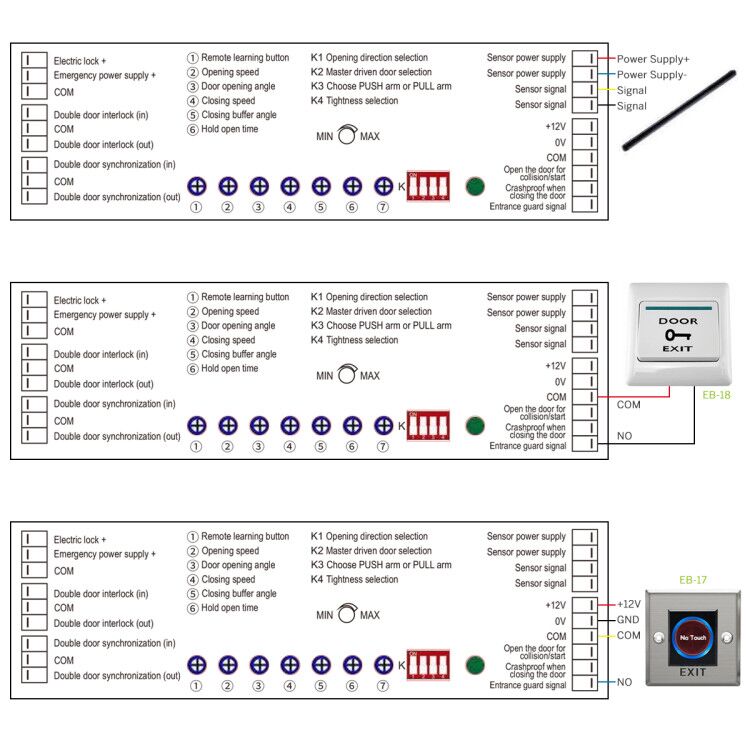 Electric lock +
Emergency power supply +
COM
Double door interlock (in)
COM
Double door interlock (out)
Double door synchronization (in)
COM
Double door synchronization (out)
① Remote learning button
② Opening speed
③ Door opening angle
④ Closing speed
⑤ Closing buffer angle
⑥ Hold open time
K1 Opening direction selection
K2 Master driven door selection
K3 Choose PUSH arm or PULL arm
K4 Tightness selection
MIN MAX
① ② ③ ④ ⑤ ⑥ ⑦
K
ON
1 2 3 4
Sensor power supply
Sensor power supply
Sensor signal
Sensor signal
+12V
0V
COM
Open the door for
collision/start
Crashproof when
closing the door
Entrance guard signal
Power Supply+
Power Supply-
Signal
Signal
Electric lock +
Emergency power supply +
COM
Double door interlock (in)
COM
Double door interlock (out)
Double door synchronization (in)
COM
Double door synchronization (out)
① Remote learning button
② Opening speed
③ Door opening angle
④ Closing speed
⑤ Closing buffer angle
⑥ Hold open time
K1 Opening direction selection
K2 Master driven door selection
K3 Choose PUSH arm or PULL arm
K4 Tightness selection
MIN MAX
① ② ③ ④ ⑤ ⑥ ⑦
K
ON
1 2 3 4
Sensor power supply
Sensor power supply
Sensor signal
Sensor signal
+12V
0V
COM
Open the door for
collision/start
Crashproof when
closing the door
Entrance guard signal
COM
NO
DOOR
EXIT
EB-18
Electric lock +
Emergency power supply +
COM
Double door interlock (in)
COM
Double door interlock (out)
Double door synchronization (in)
COM
Double door synchronization (out)
① Remote learning button
② Opening speed
③ Door opening angle
④ Closing speed
⑤ Closing buffer angle
⑥ Hold open time
K1 Opening direction selection
K2 Master driven door selection
K3 Choose PUSH arm or PULL arm
K4 Tightness selection
MIN MAX
① ② ③ ④ ⑤ ⑥ ⑦
K
ON
1 2 3 4
Sensor power supply
Sensor power supply
Sensor signal
Sensor signal
+12V
0V
COM
Open the door for
collision/start
Crashproof when
closing the door
Entrance guard signal
+12V
GND
COM
NO
EB-17
No Touch
EXIT